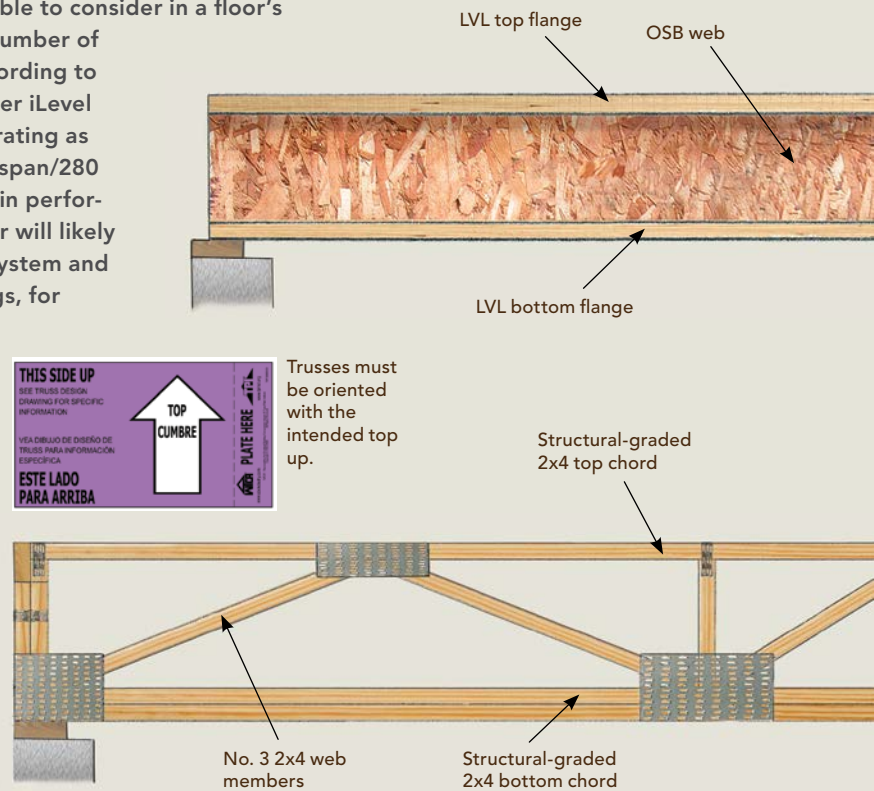 ble to consider in a floor’s
umber of
ording to
er iLevel
rating as
span/280
in perfor-
r will likely
ystem and
gs, for
LVL top flange
OSB web
LVL bottom flange
THIS SIDE UP
SEE TRUSS DESIGN
DRAWING FOR SPECIFIC
INFORMATION
VEA DIBUJO DE DISEÑO DE
TRUSS PARA INFORMACIÓN
ESPECÍFICA
ESTE LADO
PARA ARRIBA
TOP
CUMBRE
PLATE HERE
Trusses must
be oriented
with the
intended top
up.
Structural-graded
2x4 top chord
No. 3 2x4 web
members
Structural-graded
2x4 bottom chord